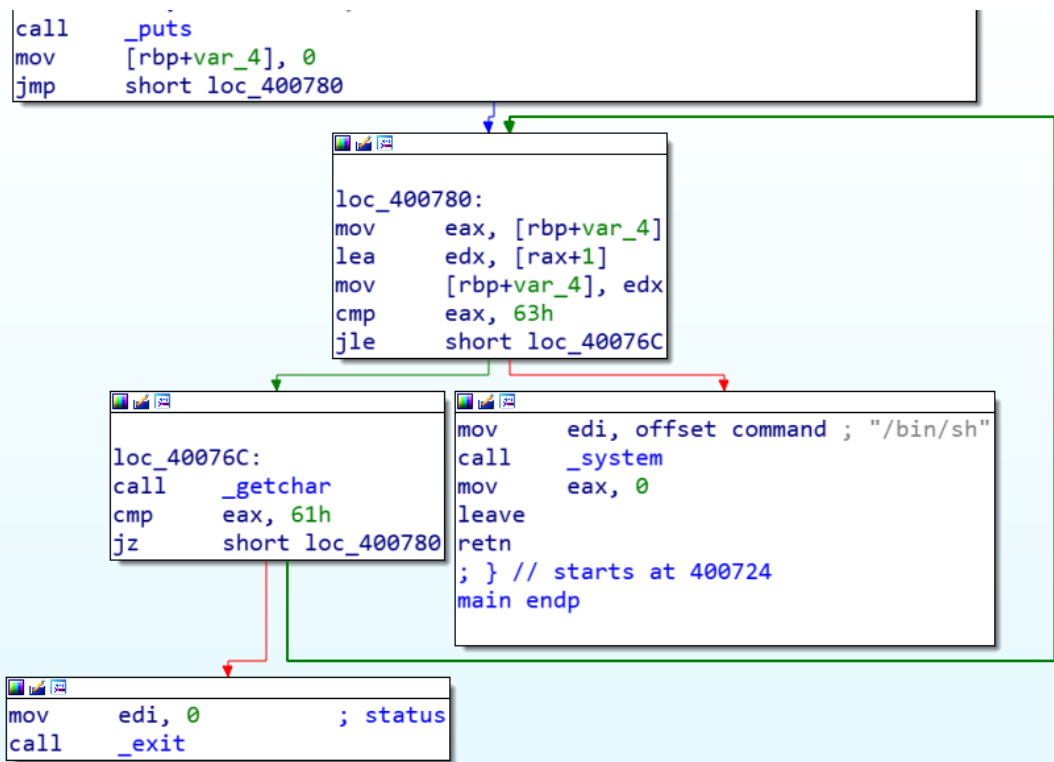 call _puts
mov [rbp+var_4], 0
jmp short loc_400780
loc_400780:
mov eax, [rbp+var_4]
lea edx, [rax+1]
mov [rbp+var_4], edx
cmp eax, 63h
jle short loc_40076C
loc_40076C:
call _getchar
cmp eax, 61h
jz short loc_400780
mov edi, offset command ; "/bin/sh"
call _system
mov eax, 0
leave
retn
; } // starts at 400724
main endp
mov edi, 0 ; status
call _exit